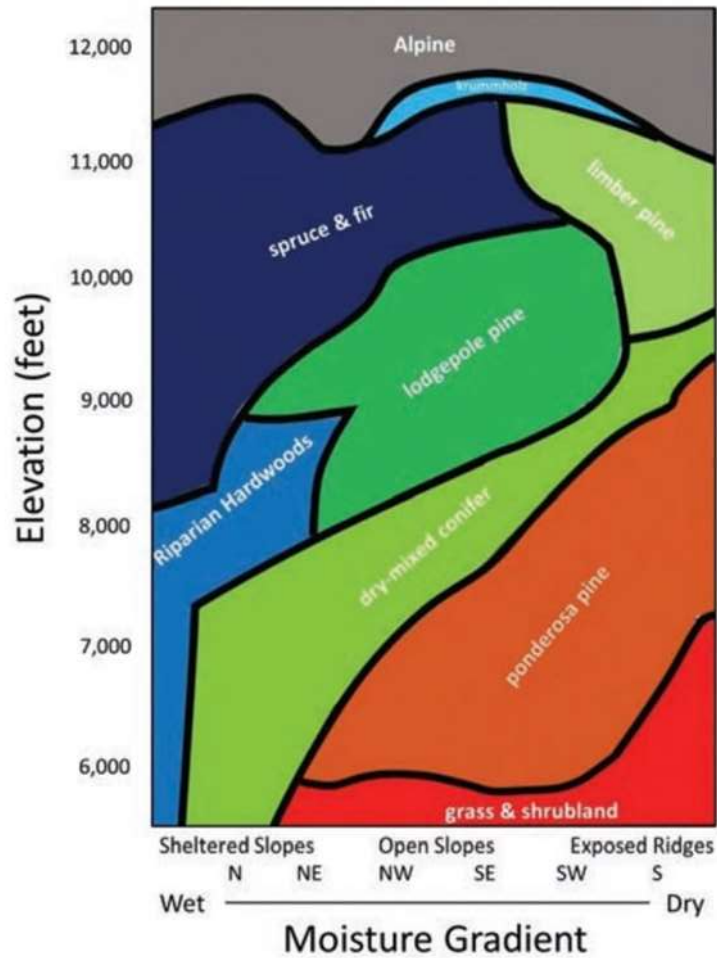 12,000
Alpine
krummholz
11,000
limber pine
spruce & fir
10,000
lodgepole pine
9,000
Riparian Hardwoods
8,000
dry-mixed conifer
ponderosa pine
7,000
6,000
grass & shrubland
Elevation (feet)
Sheltered Slopes Open Slopes Exposed Ridges
N NE NW SE SW S
Wet Dry
Moisture Gradient